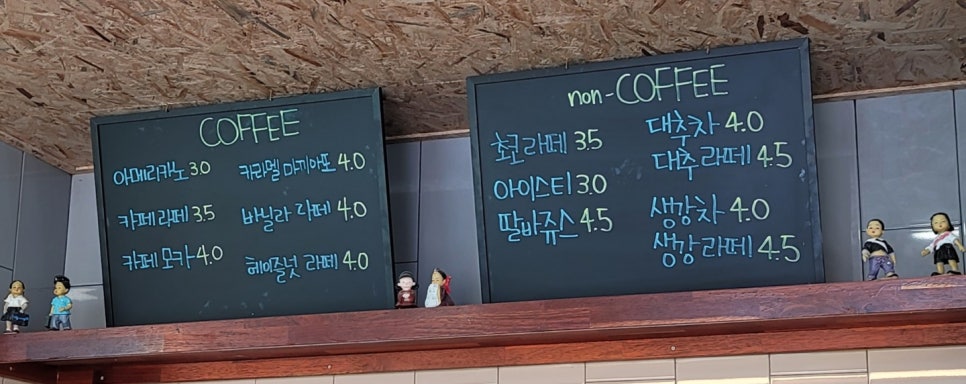 COFFEE
아메리카노 3.0
카페라떼 3.5
카페모카 4.0
카라멜 마끼아또 4.0
바닐라 라떼 4.0
헤이즐넛 라떼 4.0
non-COFFEE
초코라떼 3.5
아이스티 3.0
딸바쥬스 4.5
대추차 4.0
대추라떼 4.5
생강차 4.0
생강라떼 4.5